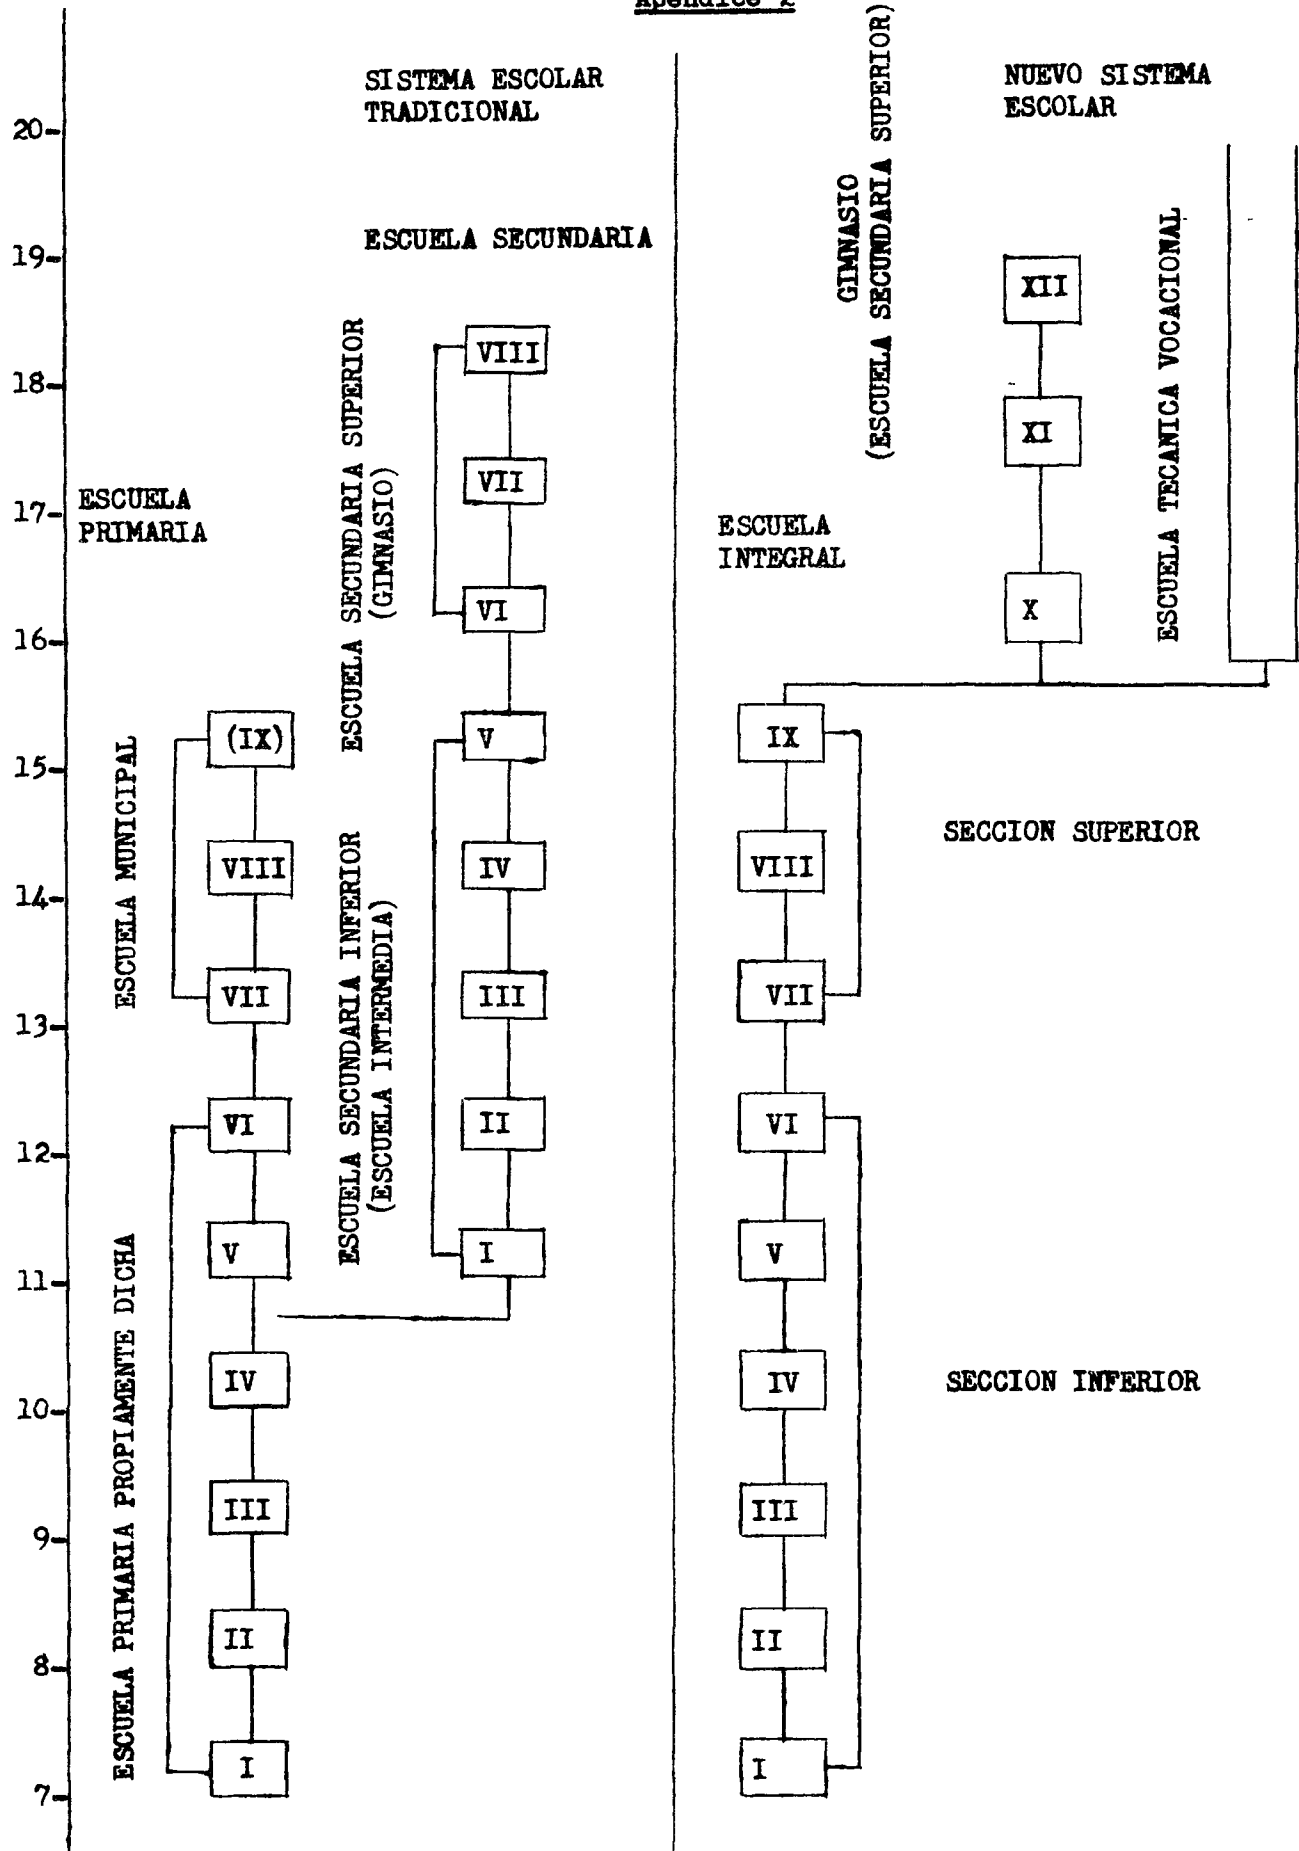 Apéndice 2
SISTEMA ESCOLAR
TRADICIONAL
NUEVO SISTEMA
ESCOLAR
20
19
18
17
16
15
14
13
12
11
10
9
8
7
ESCUELA
PRIMARIA
ESCUELA MUNICIPAL
(IX)
VIII
VII
ESCUELA PRIMARIA PROPIAMENTE DICHA
VI
V
IV
III
II
I
ESCUELA SECUNDARIA
ESCUELA SECUNDARIA SUPERIOR
(GIMNASIO)
VIII
VII
VI
ESCUELA SECUNDARIA INFERIOR
(ESCUELA INTERMEDIA)
V
IV
III
II
I
ESCUELA
INTEGRAL
GIMNASIO
(ESCUELA SECUNDARIA SUPERIOR)
XII
XI
X
ESCUELA TECANICA VOCACIONAL
IX
VIII
VII
SECCION SUPERIOR
VI
V
IV
III
II
I
SECCION INFERIOR